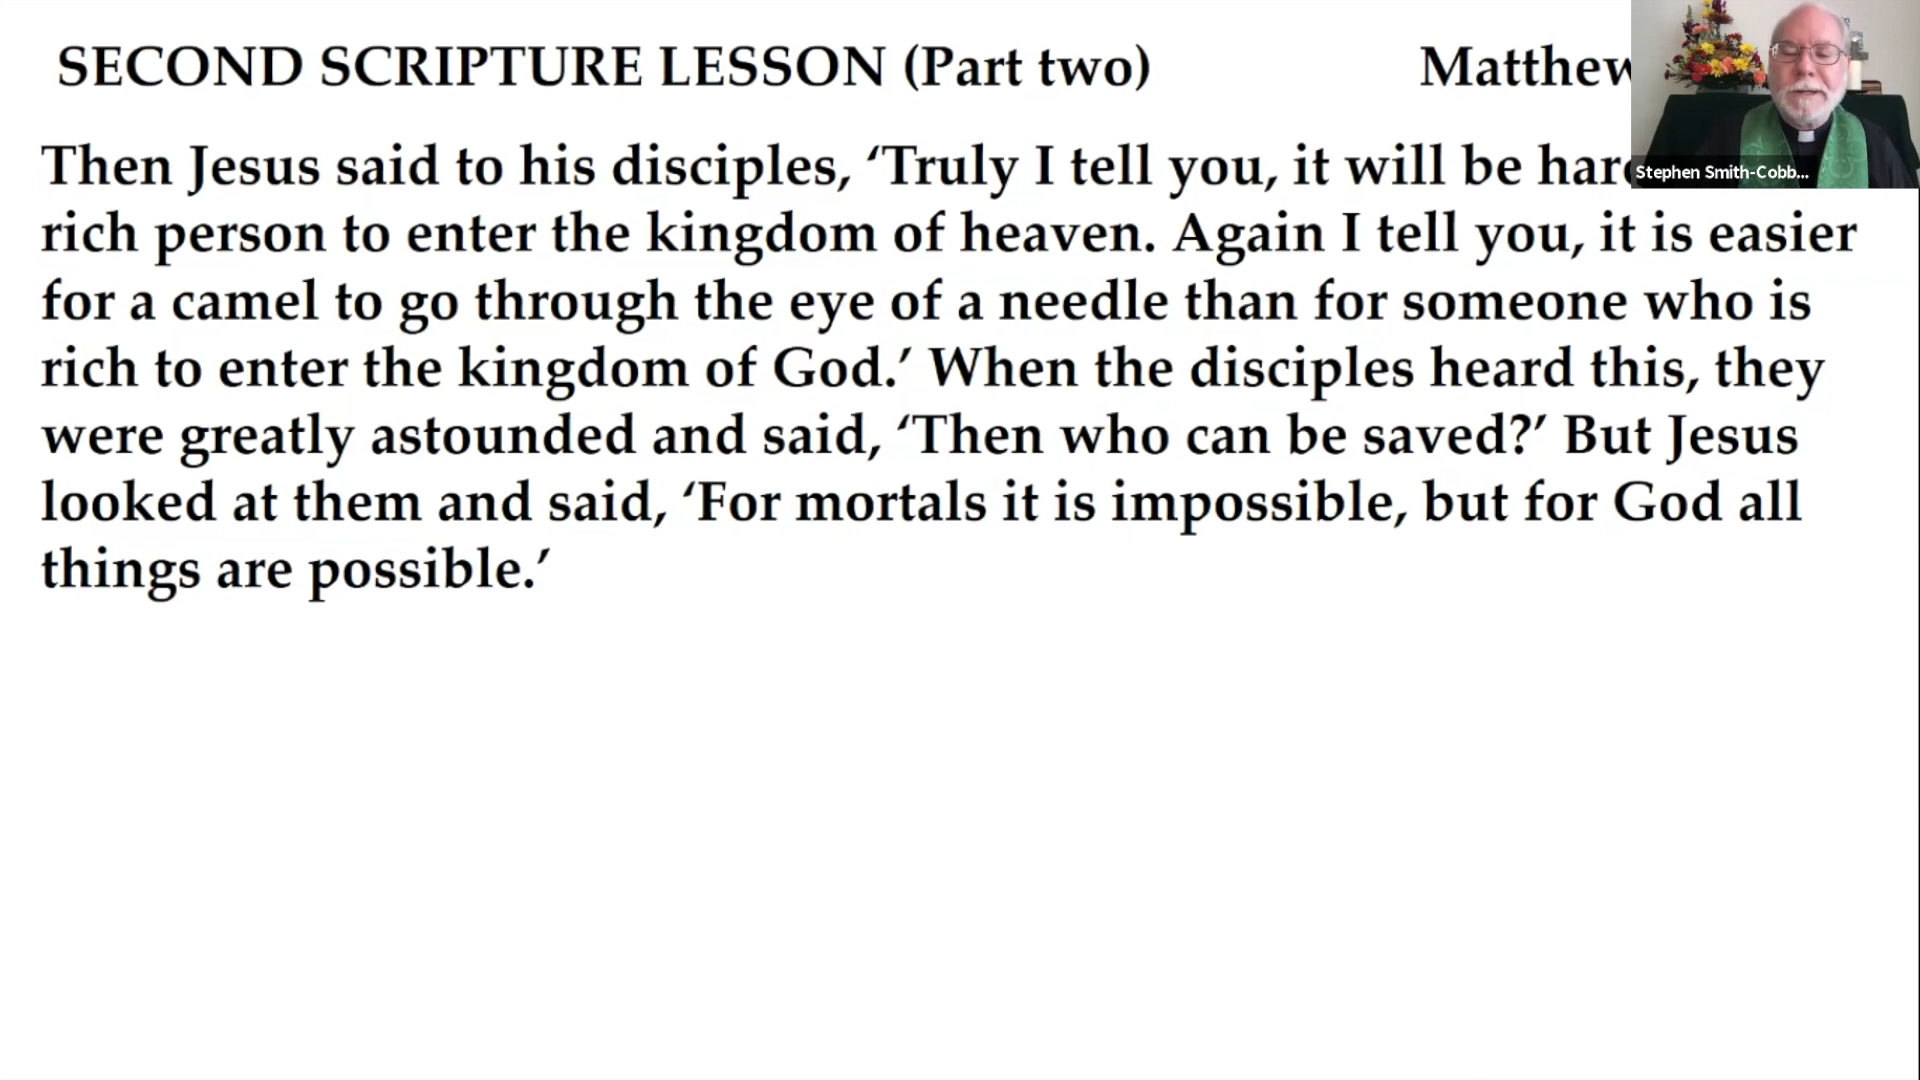 SECOND SCRIPTURE LESSON (Part two) Matthew
Then Jesus said to his disciples, ‘Truly I tell you, it will be
rich person to enter the kingdom of heaven. Again I tell you, it is easier
for a camel to go through the eye of a needle than for someone who is
rich to enter the kingdom of God.’ When the disciples heard this, they
were greatly astounded and said, ‘Then who can be saved?’ But Jesus
looked at them and said, ‘For mortals it is impossible, but for God all
things are possible.’
Stephen Smith-Cobb...